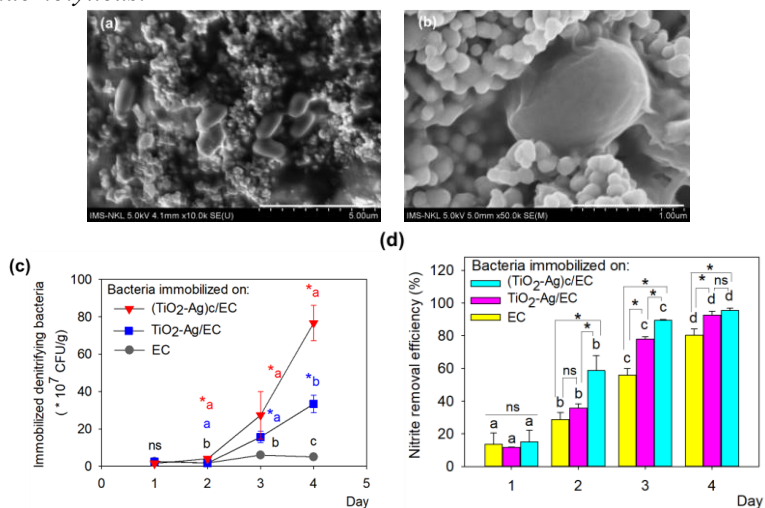 (a)
(b)
IMS-NKL 5.0kV 4.1mm x10.0k SE(U)
5.00um
IMS-NKL 5.0kV 5.0mm x50.0k SE(M)
1.00um
(c)
Immobilized denitrifying bacteria
( * 10⁷ CFU/g)
100
80
60
40
20
0
Bacteria immobilized on:
(TiO₂-Ag)c/EC
TiO₂-Ag/EC
EC
*a
*b
c
*a
*a
b
*a
a
b
ns
0
1
2
3
4
5
Day
(d)
Nitrite removal efficiency (%)
120
100
80
60
40
20
0
Bacteria immobilized on:
(TiO₂-Ag)c/EC
TiO₂-Ag/EC
EC
ns
a
a
a
*
ns
*
b
b
b
*
*
*
c
c
c
*
*
ns
d
d
d
1
2
3
4
Day